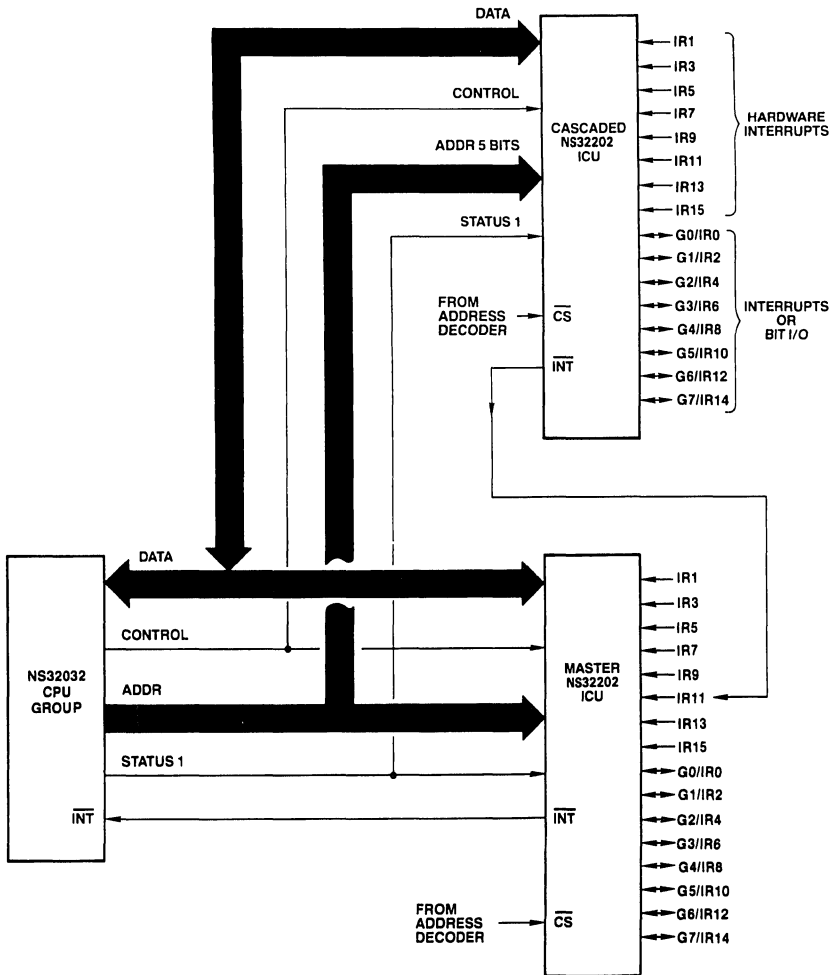 DATA
CONTROL
ADDR 5 BITS
STATUS 1
FROM
ADDRESS
DECODER
CS
INT
CASCADED
NS32202
ICU
IR1
IR3
IR5
IR7
IR9
IR11
IR13
IR15
G0/IR0
G1/IR2
G2/IR4
G3/IR6
G4/IR8
G5/IR10
G6/IR12
G7/IR14
HARDWARE
INTERRUPTS
INTERRUPTS
OR
BIT I/O
NS32032
CPU
GROUP
DATA
CONTROL
ADDR
STATUS 1
INT
MASTER
NS32202
ICU
INT
FROM
ADDRESS
DECODER
CS
IR1
IR3
IR5
IR7
IR9
IR11
IR13
IR15
G0/IR0
G1/IR2
G2/IR4
G3/IR6
G4/IR8
G5/IR10
G6/IR12
G7/IR14